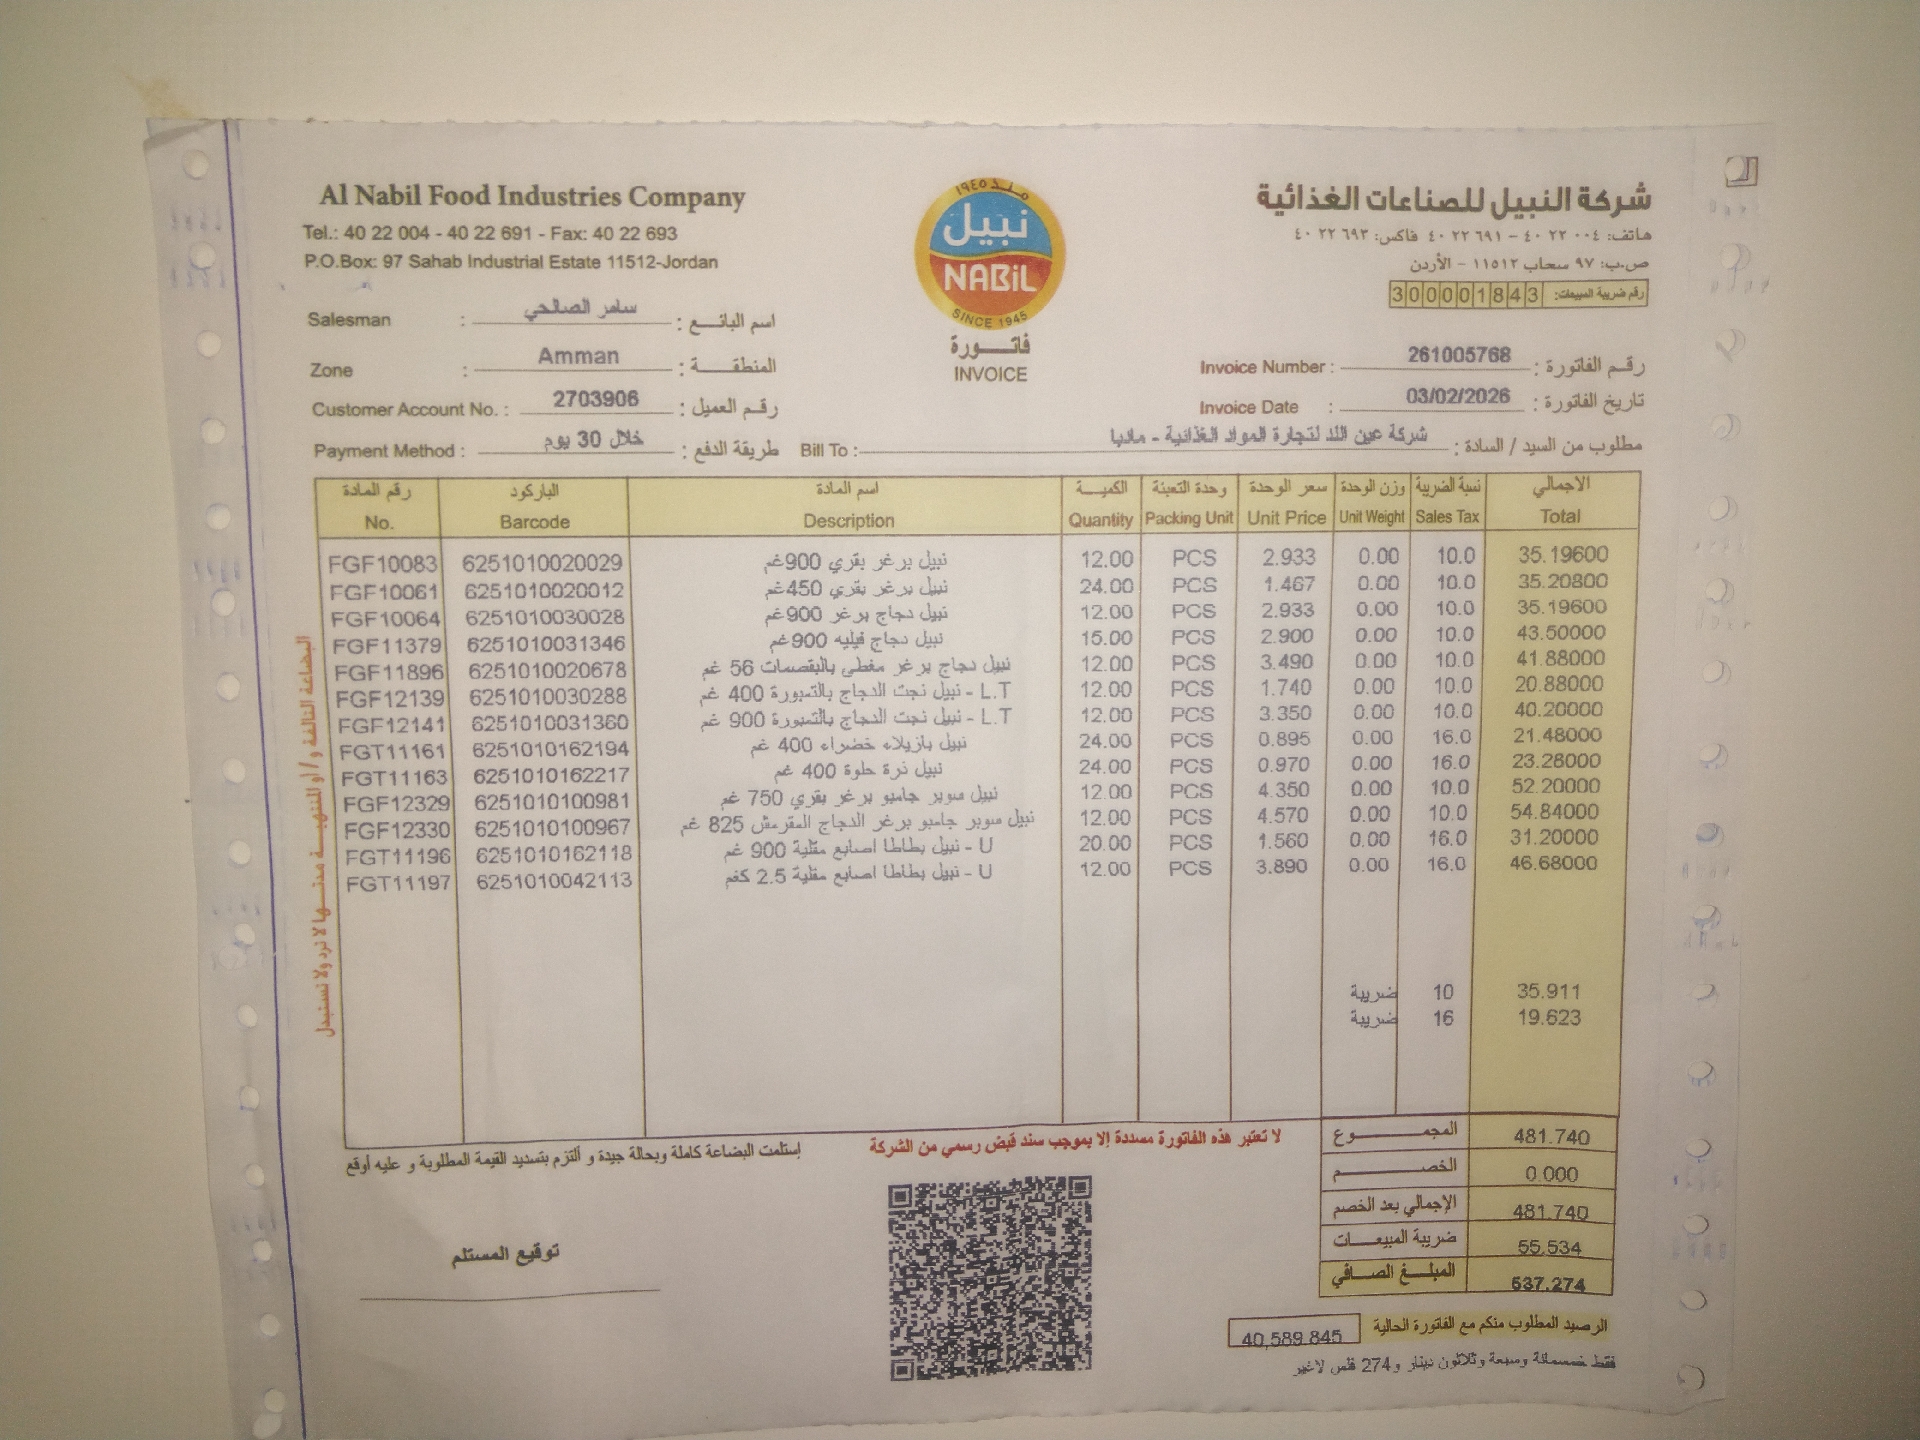 Al Nabil Food Industries Company
Tel.: 40 22 004 - 40 22 691 - Fax: 40 22 693
P.O.Box: 97 Sahab Industrial Estate 11512-Jordan
منذ ١٩٤٥
نبيل
NABiL
SINCE 1945
فاتورة
INVOICE
شركة النبيل للصناعات الغذائية
هاتف: ٠٠٤ ٢٢ ٤٠ - ٦٩١ ٢٢ ٤٠ فاكس: ٦٩٣ ٢٢ ٤٠
ص.ب: ٩٧ سحاب ١١٥١٢ - الأردن
رقم ضريبة المبيعات: 300001843
Salesman : سامر الصالحي اسم البائع :
Zone : Amman المنطقة :
Customer Account No. : 2703906 رقم العميل :
Payment Method : خلال 30 يوم طريقة الدفع :
Invoice Number : 261005768 رقم الفاتورة :
Invoice Date : 03/02/2026 تاريخ الفاتورة :
Bill To : شركة عين اللد لتجارة المواد الغذائية - مادبا مطلوب من السيد / السادة :
رقم المادة الباركود اسم المادة الكمية وحدة التعبئة سعر الوحدة وزن الوحدة نسبة الضريبة الاجمالي
No. Barcode Description Quantity Packing Unit Unit Price Unit Weight Sales Tax Total
FGF10083 6251010020029 نبيل برغر بقري 900غم 12.00 PCS 2.933 0.00 10.0 35.19600
FGF10061 6251010020012 نبيل برغر بقري 450غم 24.00 PCS 1.467 0.00 10.0 35.20800
FGF10064 6251010030028 نبيل دجاج برغر 900غم 12.00 PCS 2.933 0.00 10.0 35.19600
FGF11379 6251010031346 نبيل دجاج فيليه 900غم 15.00 PCS 2.900 0.00 10.0 43.50000
FGF11896 6251010020678 نبيل دجاج برغر مغطى بالبقصمات 56 غم 12.00 PCS 3.490 0.00 10.0 41.88000
FGF12139 6251010030288 L.T - نبيل نجت الدجاج بالتمبورة 400 غم 12.00 PCS 1.740 0.00 10.0 20.88000
FGF12141 6251010031360 L.T - نبيل نجت الدجاج بالتمبورة 900 غم 12.00 PCS 3.350 0.00 10.0 40.20000
FGT11161 6251010162194 نبيل بازيلاء خضراء 400 غم 24.00 PCS 0.895 0.00 16.0 21.48000
FGT11163 6251010162217 نبيل ذرة حلوة 400 غم 24.00 PCS 0.970 0.00 16.0 23.28000
FGF12329 6251010100981 نبيل سوبر جامبو برغر بقري 750 غم 12.00 PCS 4.350 0.00 10.0 52.20000
FGF12330 6251010100967 نبيل سوبر جامبو برغر الدجاج المقرمش 825 غم 12.00 PCS 4.570 0.00 10.0 54.84000
FGT11196 6251010162118 U - نبيل بطاطا اصابع مقلية 900 غم 20.00 PCS 1.560 0.00 16.0 31.20000
FGT11197 6251010042113 U - نبيل بطاطا اصابع مقلية 2.5 كغم 12.00 PCS 3.890 0.00 16.0 46.68000
ضريبة 10 35.911
ضريبة 16 19.623
البضاعة التالفة و/أو المنتهية مدتها لا ترد ولا تستبدل
المجموع 481.740
الخصم 0.000
الإجمالي بعد الخصم 481.740
ضريبة المبيعات 55.534
المبلغ الصافي 537.274
لا تعتبر هذه الفاتورة مسددة إلا بموجب سند قبض رسمي من الشركة
إستلمت البضاعة كاملة وبحالة جيدة و ألتزم بتسديد القيمة المطلوبة و عليه أوقع
توقيع المستلم
الرصيد المطلوب منكم مع الفاتورة الحالية 40,589.845
فقط خمسمائة وسبعة وثلاثون دينار و 274 فلس لاغير